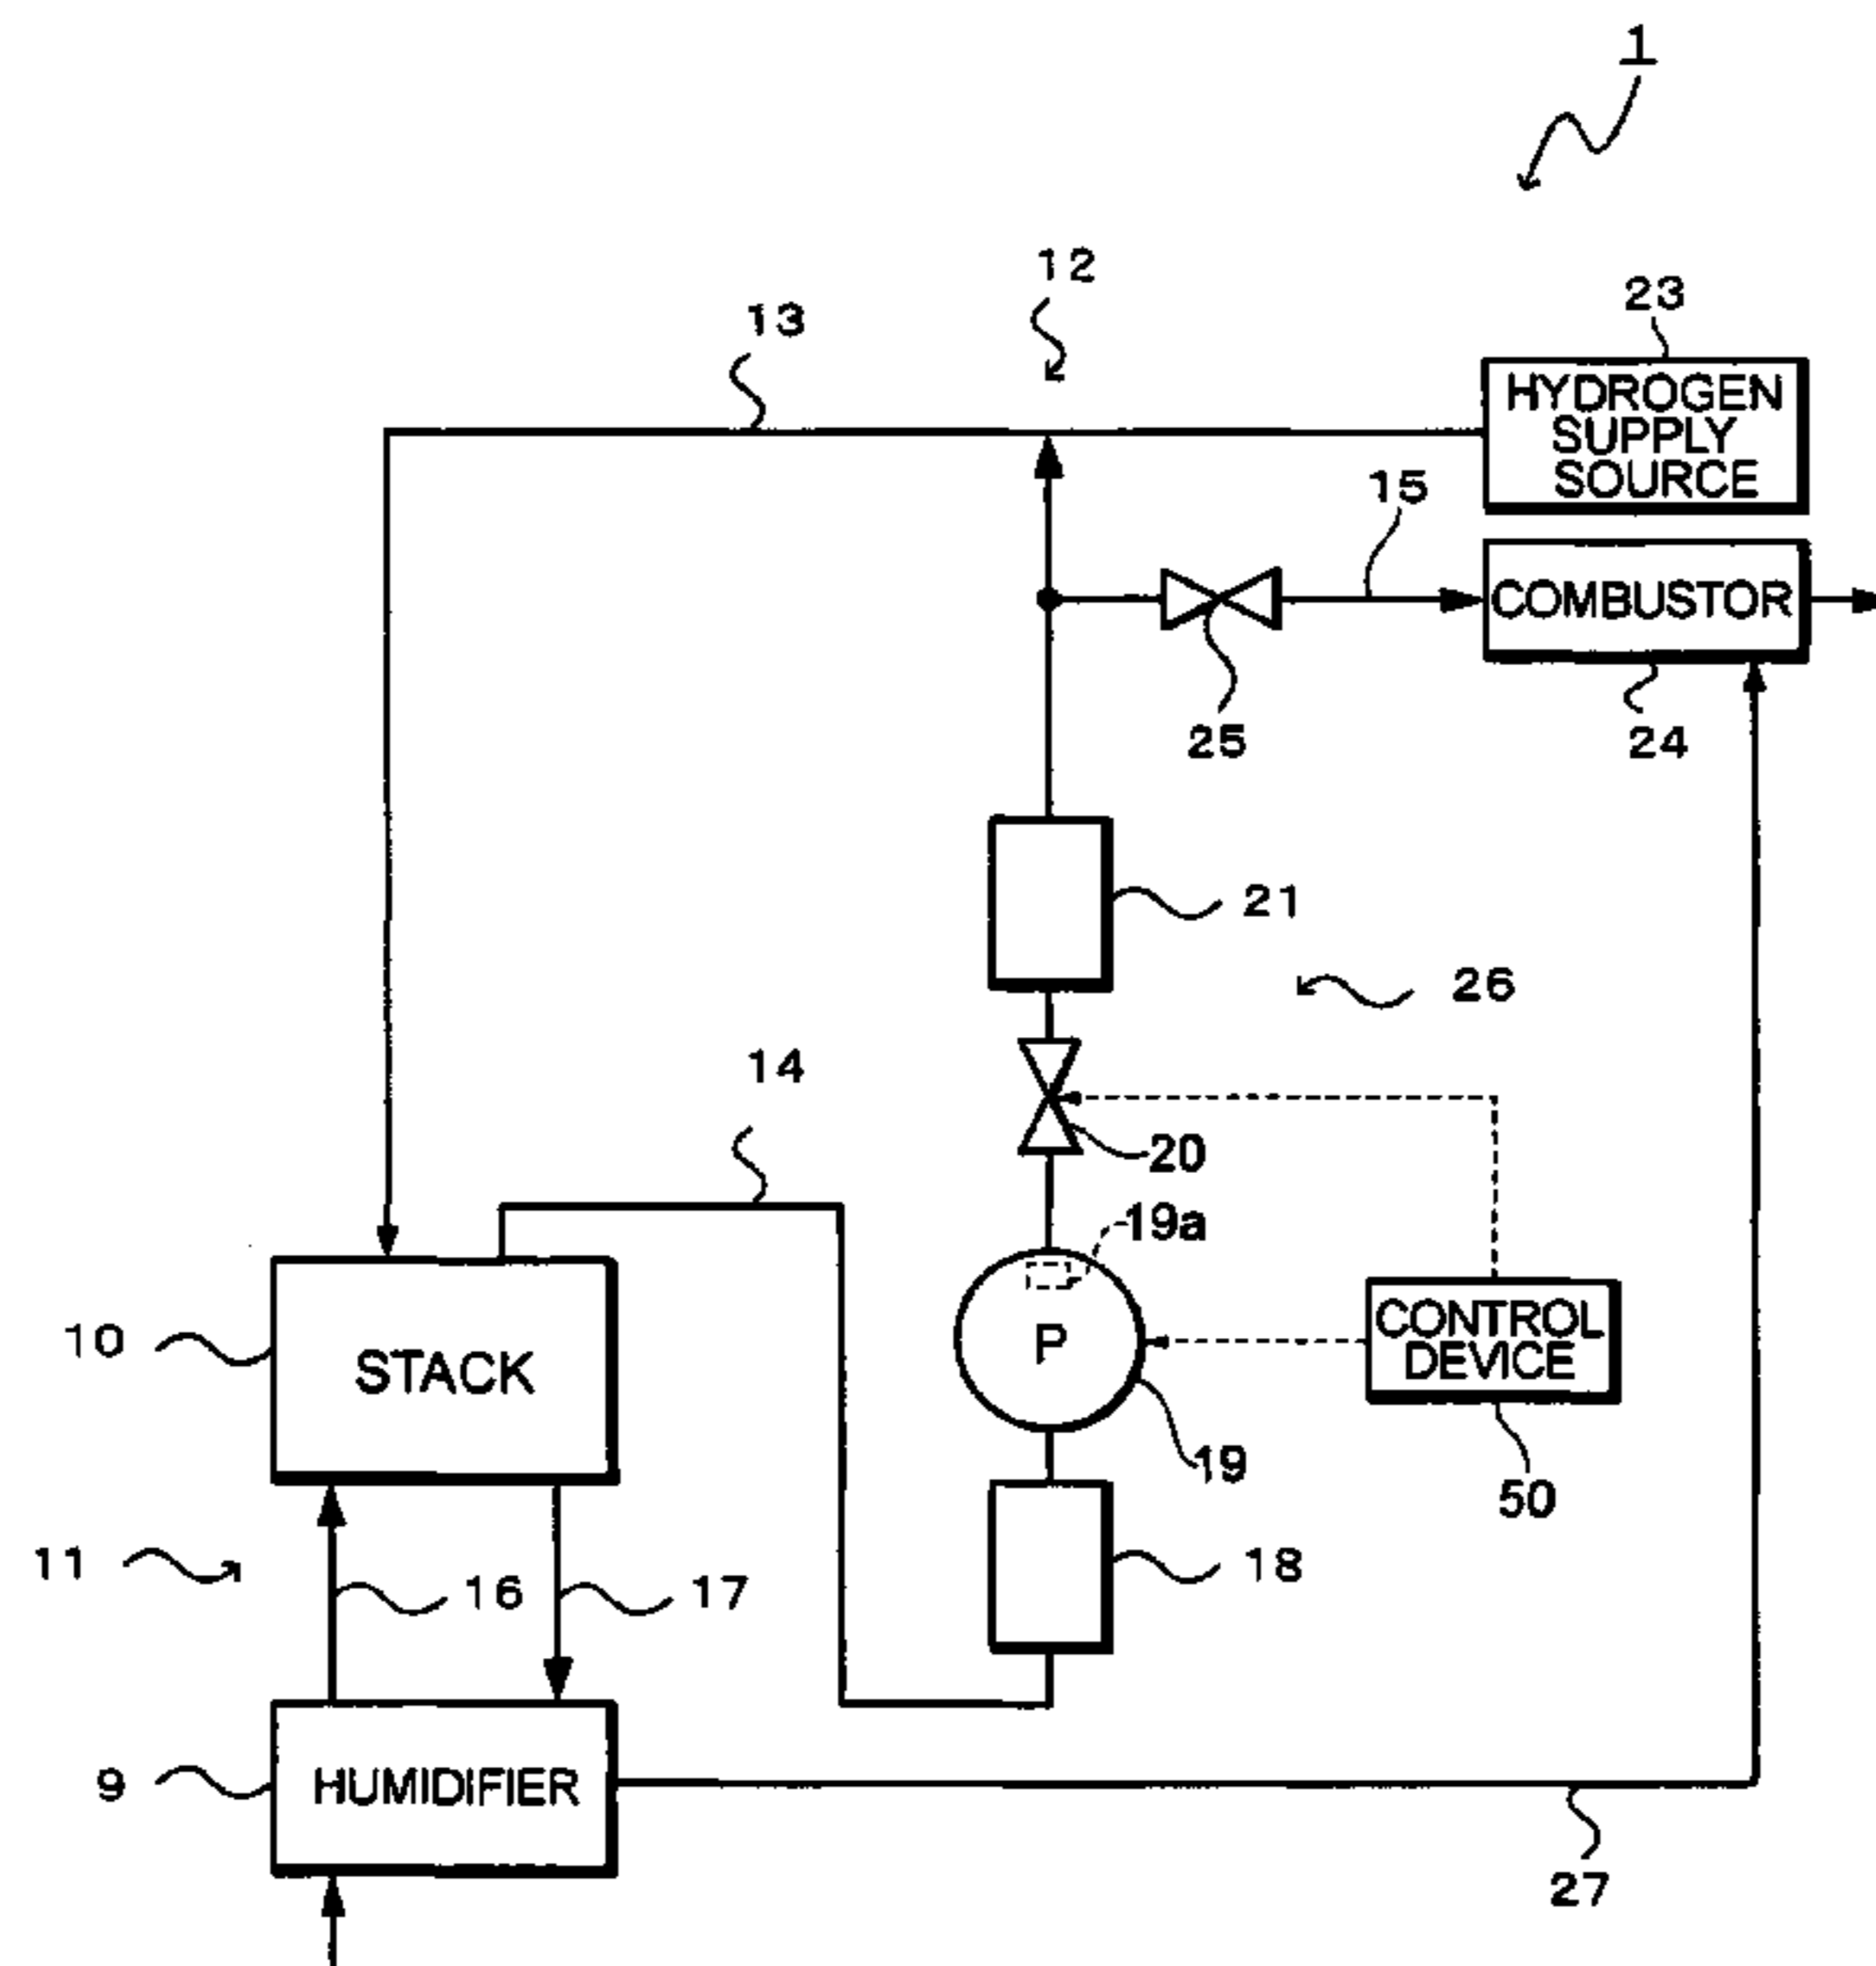 1
12
13
23
HYDROGEN
SUPPLY
SOURCE
15
COMBUSTOR
25
24
21
26
14
20
19a
CONTROL
DEVICE
P
10
STACK
19
50
11
16
17
18
9
HUMIDIFIER
27